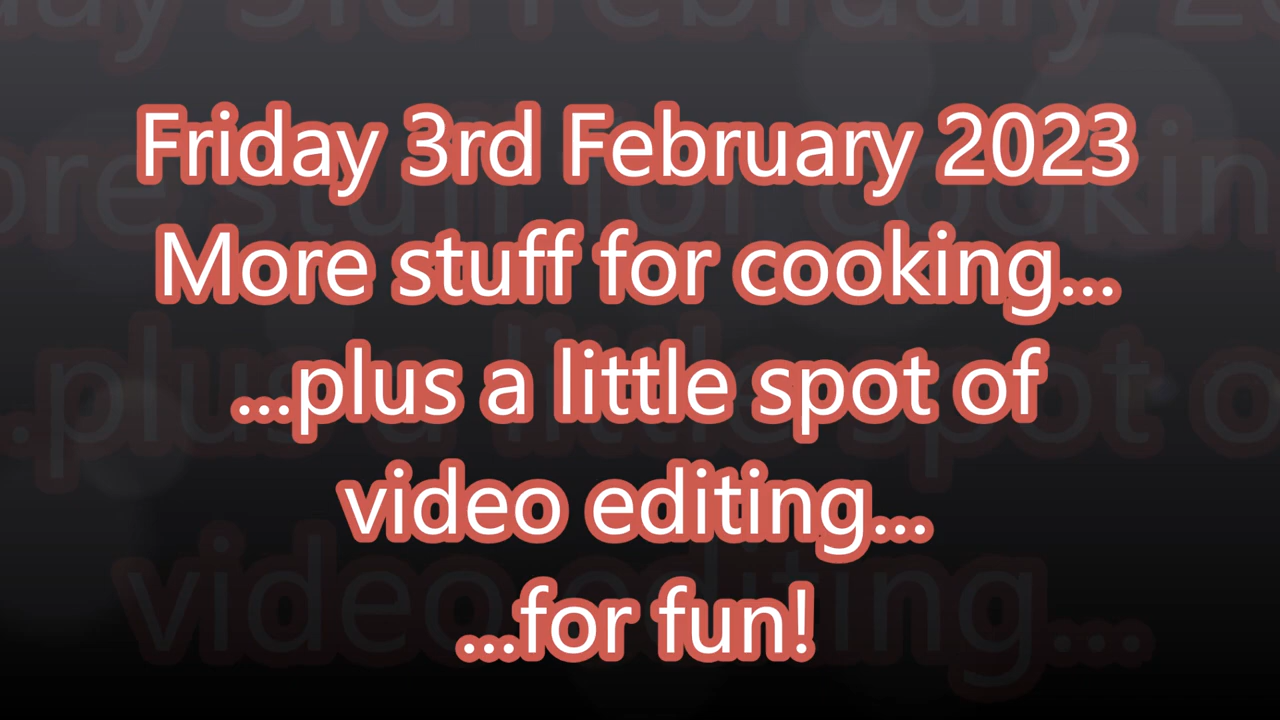 Friday 3rd February 2023
More stuff for cooking...
...plus a little spot of
video editing...
...for fun!